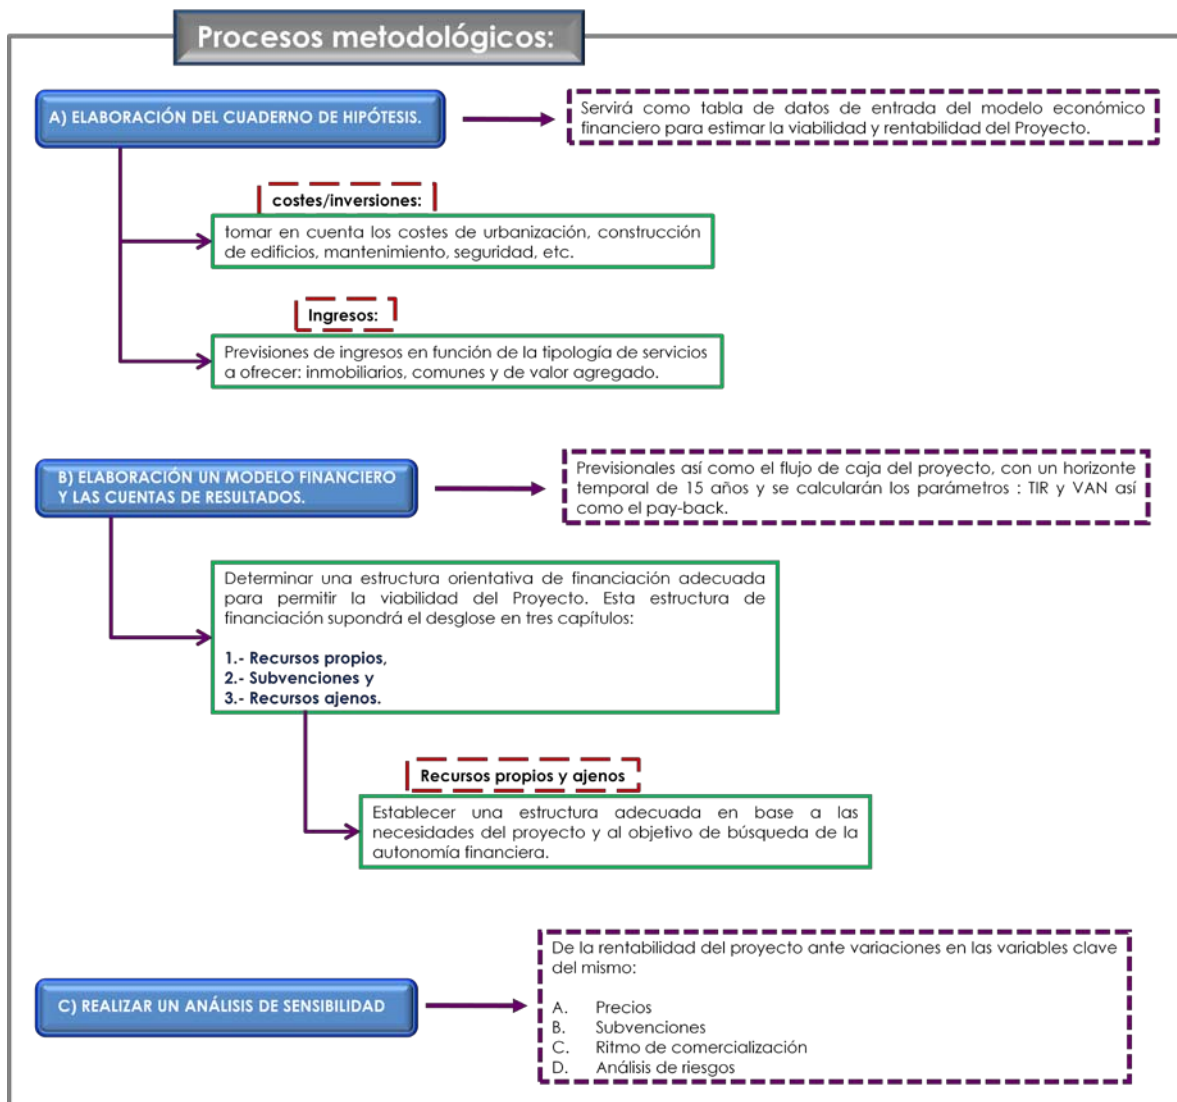 Procesos metodológicos:
A) ELABORACIÓN DEL CUADERNO DE HIPÓTESIS.
Servirá como tabla de datos de entrada del modelo económico
financiero para estimar la viabilidad y rentabilidad del Proyecto.
costes/inversiones:
tomar en cuenta los costes de urbanización, construcción
de edificios, mantenimiento, seguridad, etc.
Ingresos:
Previsiones de ingresos en función de la tipología de servicios
a ofrecer: inmobiliarios, comunes y de valor agregado.
B) ELABORACIÓN UN MODELO FINANCIERO
Y LAS CUENTAS DE RESULTADOS.
Previsionales así como el flujo de caja del proyecto, con un horizonte
temporal de 15 años y se calcularán los parámetros : TIR y VAN así
como el pay-back.
Determinar una estructura orientativa de financiación adecuada
para permitir la viabilidad del Proyecto. Esta estructura de
financiación supondrá el desglose en tres capítulos:
1.- Recursos propios,
2.- Subvenciones y
3.- Recursos ajenos.
Recursos propios y ajenos
Establecer una estructura adecuada en base a las
necesidades del proyecto y al objetivo de búsqueda de la
autonomía financiera.
C) REALIZAR UN ANÁLISIS DE SENSIBILIDAD
De la rentabilidad del proyecto ante variaciones en las variables clave
del mismo:
A. Precios
B. Subvenciones
C. Ritmo de comercialización
D. Análisis de riesgos